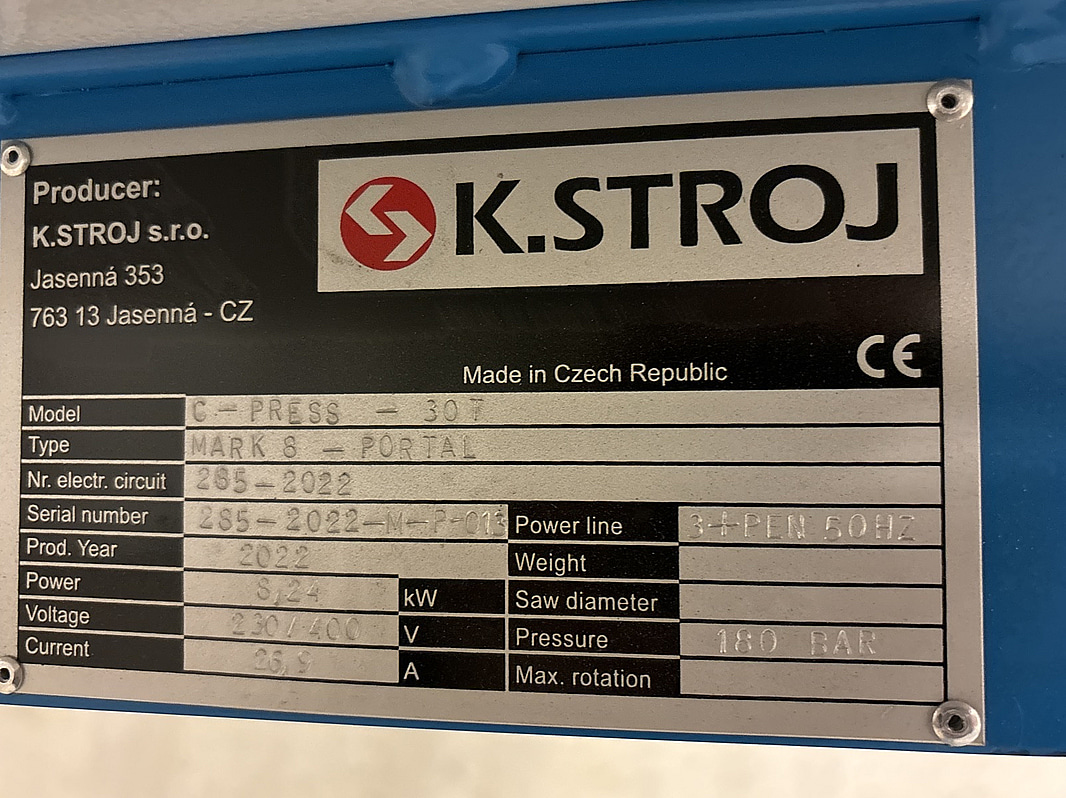 Producer:
K.STROJ s.r.o.
Jasenná 353
763 13 Jasenná - CZ
K.STROJ
Made in Czech Republic
CE
Model C - PRESS - 30T
Type MARK 8 - PORTAL
Nr. electr. circuit 285-2022
Serial number 285-2022-M-P-013
Prod. Year 2022
Power 8,24 kW
Voltage 230/400 V
Current 26,9 A
Power line 3+PEN 50HZ
Weight
Saw diameter
Pressure 180 BAR
Max. rotation